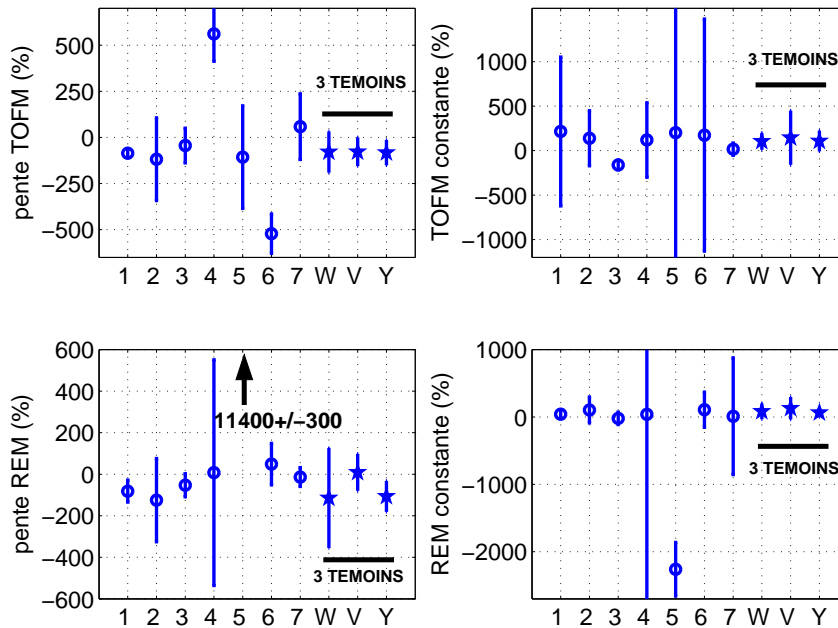 pente TOFM (%)
500
250
0
−250
−500
3 TEMOINS
1 2 3 4 5 6 7 W V Y
TOFM constante (%)
1000
500
0
−500
−1000
3 TEMOINS
1 2 3 4 5 6 7 W V Y
pente REM (%)
600
400
200
0
−200
−400
−600
11400+/−300
3 TEMOINS
1 2 3 4 5 6 7 W V Y
REM constante (%)
1000
0
−1000
−2000
3 TEMOINS
1 2 3 4 5 6 7 W V Y